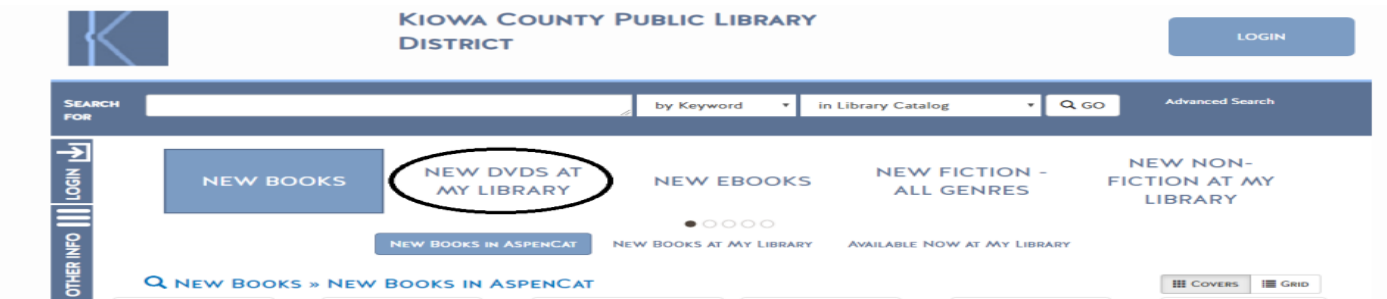 KIOWA COUNTY PUBLIC LIBRARY
DISTRICT
LOGIN
SEARCH
FOR
by Keyword
in Library Catalog
GO
Advanced Search
LOGIN
OTHER INFO
NEW BOOKS
NEW DVDS AT
MY LIBRARY
NEW EBOOKS
NEW FICTION -
ALL GENRES
NEW NON-
FICTION AT MY
LIBRARY
NEW BOOKS IN ASPENCAT
NEW BOOKS AT MY LIBRARY
AVAILABLE NOW AT MY LIBRARY
NEW BOOKS » NEW BOOKS IN ASPENCAT
COVERS
GRID